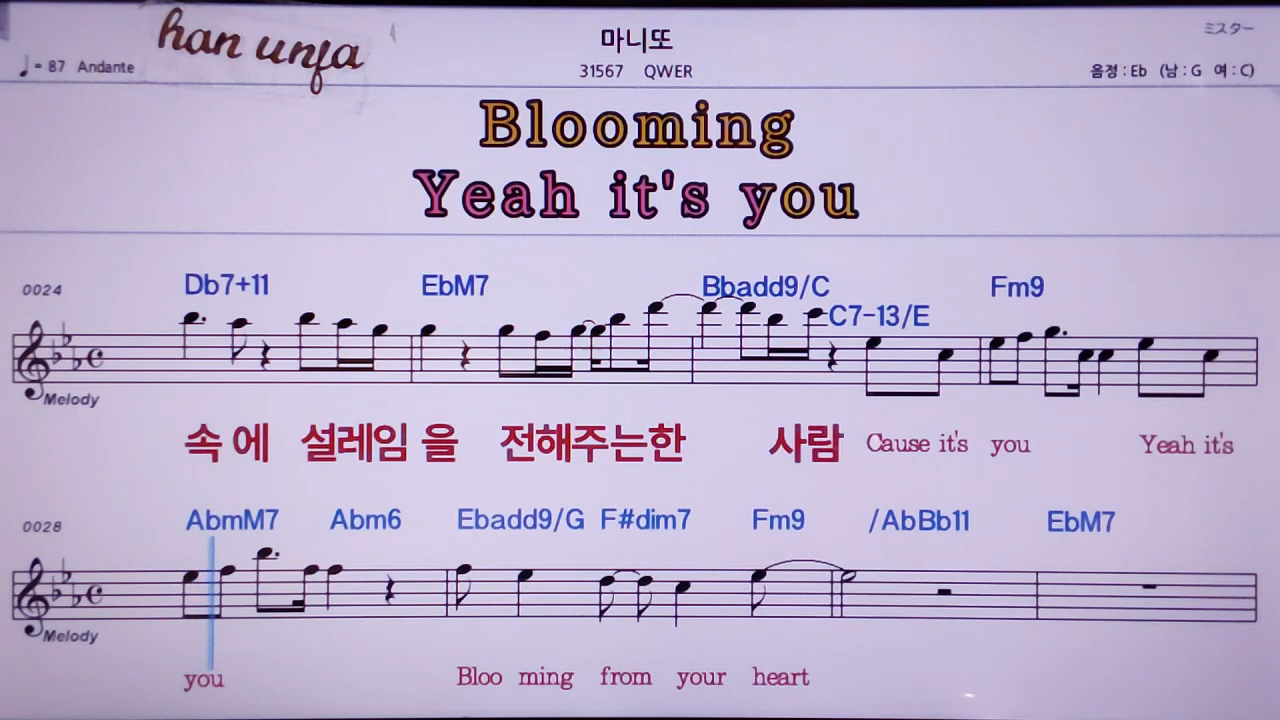 han unfa
마니또
ミスター
♩= 87 Andante
31567 QWER
음정 : Eb (남 : G 여 : C)
Blooming
Yeah it's you
0024
Db7+11 EbM7 Bbadd9/C C7-13/E Fm9
Melody
속 에 설레임 을 전해주는한 사람 Cause it's you Yeah it's
0028
AbmM7 Abm6 Ebadd9/G F#dim7 Fm9 /AbBb11 EbM7
Melody
you Bloo ming from your heart